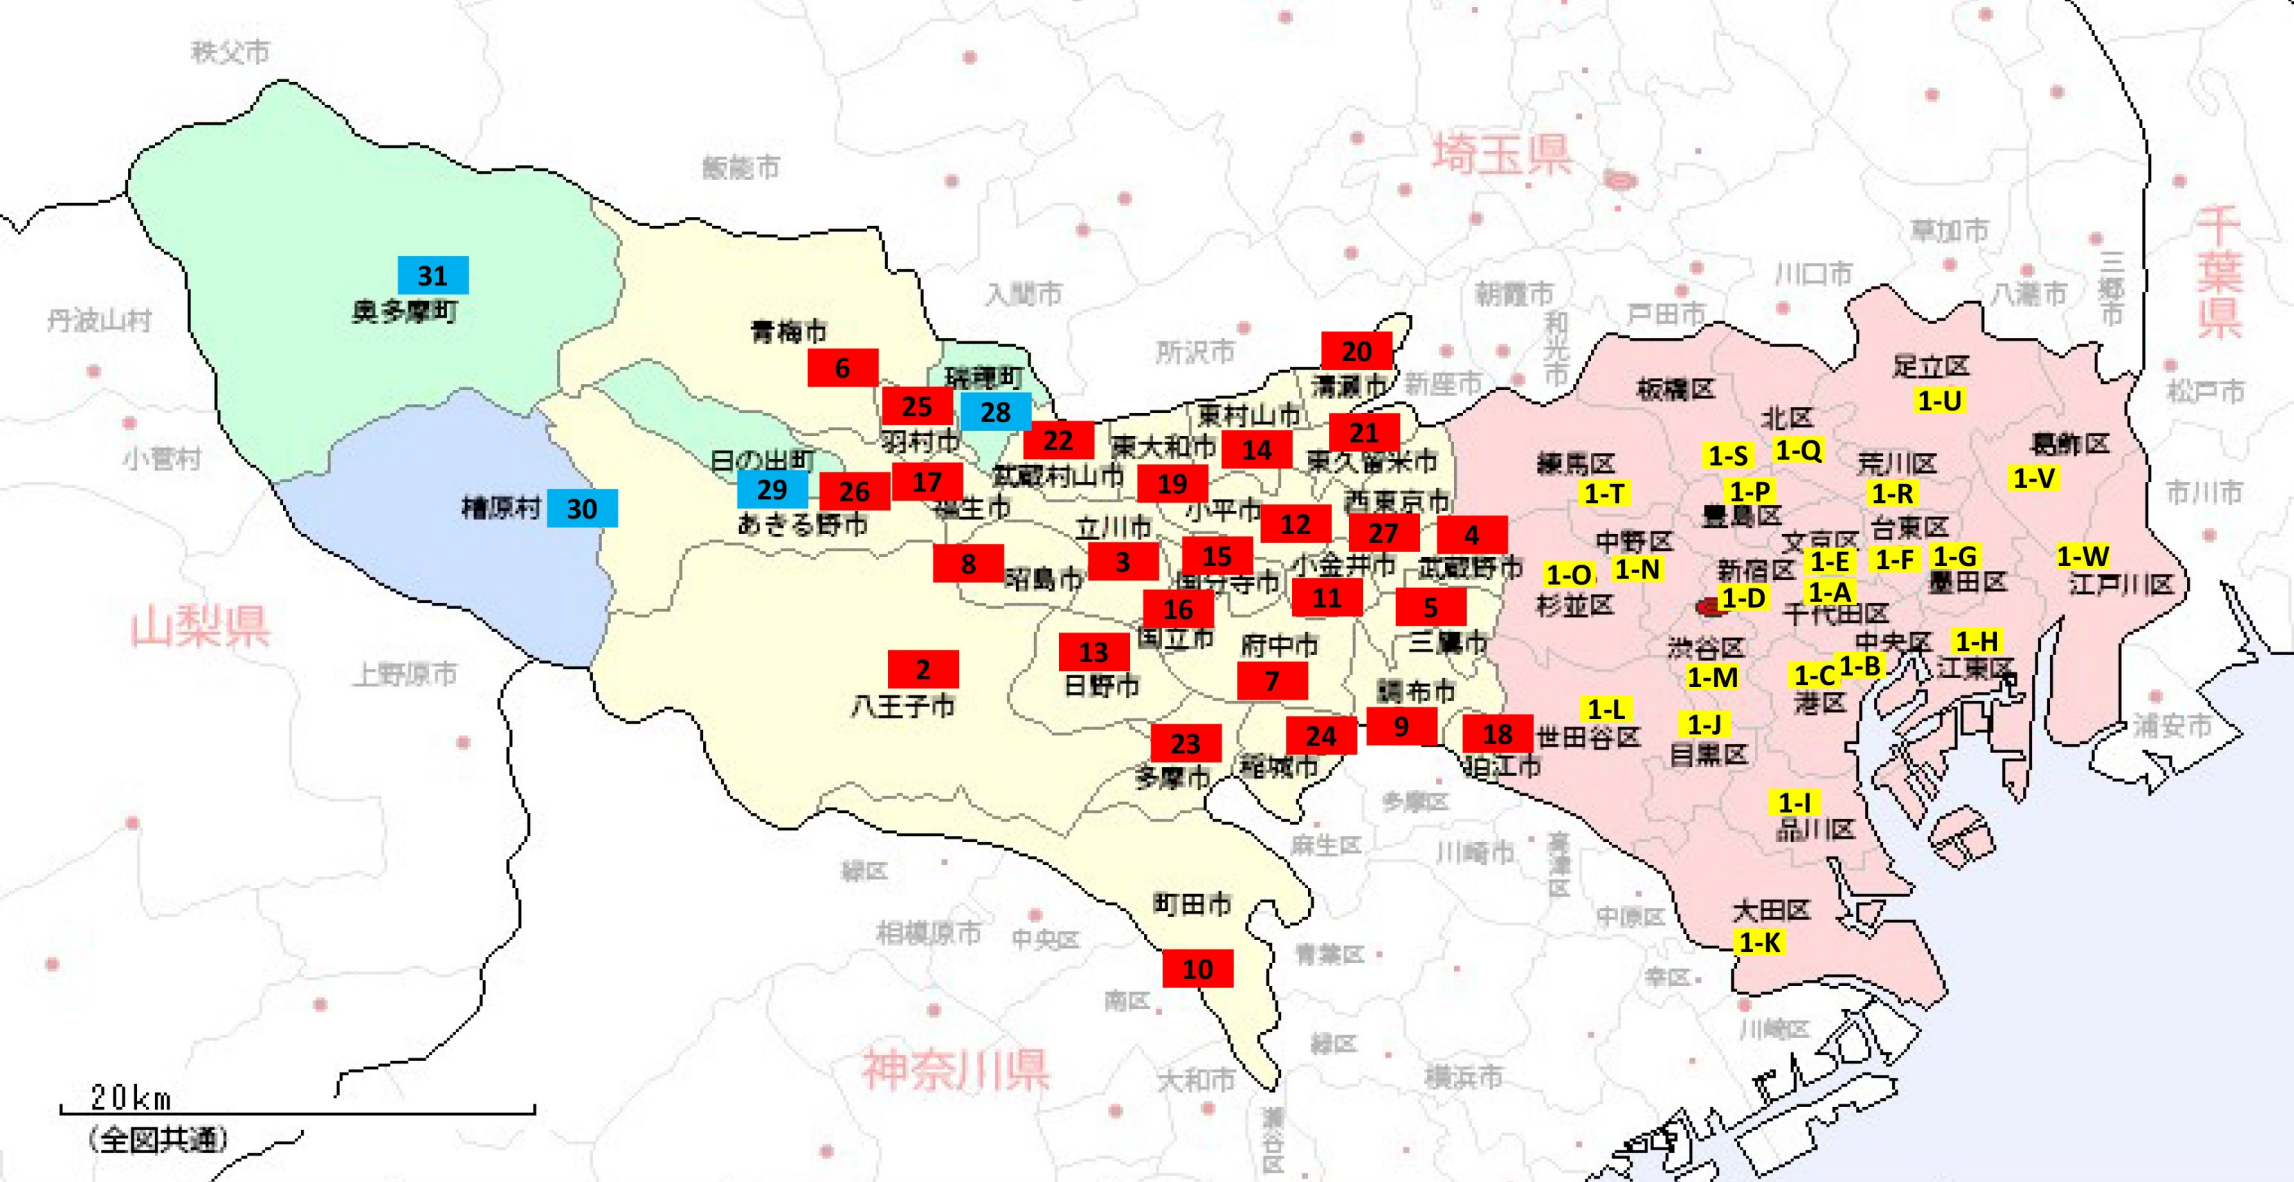 秩父市
飯能市
埼玉県
千葉県
草加市
三郷市
川口市
八潮市
入間市
朝霞市
和光市
戸田市
31
奥多摩町
丹波山村
青梅市
6
所沢市
20
清瀬市
新座市
板橋区
足立区
1-U
松戸市
瑞穂町
28
25
羽村市
22
武蔵村山市
東大和市
東村山市
14
21
東久留米市
北区
1-Q
1-S
葛飾区
1-V
小菅村
日の出町
29
26
17
福生市
あきる野市
檜原村
30
19
小平市
西東京市
練馬区
1-T
1-P
豊島区
荒川区
1-R
市川市
立川市
12
27
4
武蔵野市
中野区
1-N
文京区
1-E
台東区
1-F
1-G
墨田区
1-W
江戸川区
8
昭島市
3
15
国分寺市
小金井市
11
5
三鷹市
1-O
杉並区
新宿区
1-D
1-A
千代田区
16
国立市
山梨県
上野原市
2
八王子市
13
日野市
府中市
7
調布市
9
渋谷区
1-M
中央区
1-B
1-C
港区
1-H
江東区
23
多摩市
24
稲城市
18
狛江市
1-L
世田谷区
1-J
目黒区
浦安市
多摩区
麻生区
川崎市
高津区
1-I
品川区
緑区
町田市
10
相模原市
中央区
青葉区
中原区
大田区
1-K
南区
幸区
川崎区
神奈川県
緑区
大和市
横浜市
瀬谷区
20km
(全図共通)